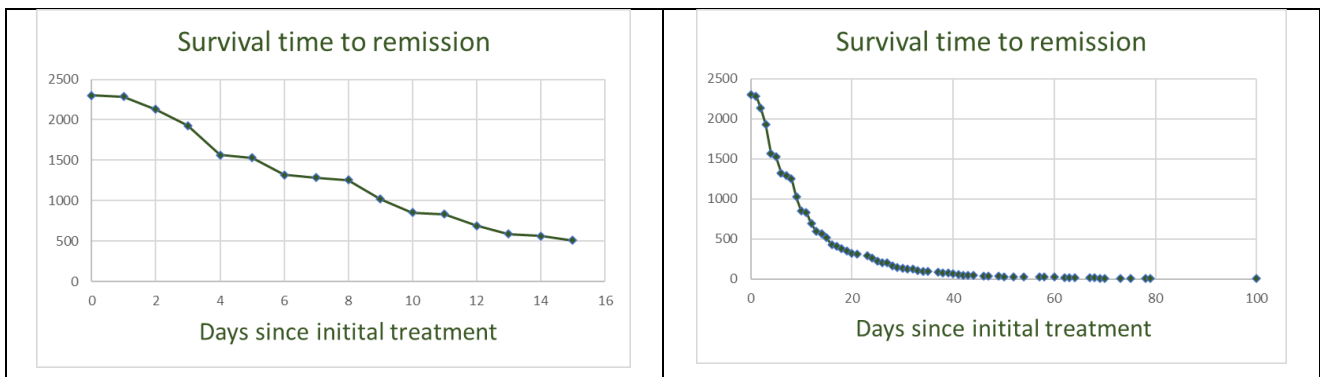 Survival time to remission
2500
2000
1500
1000
500
0
0 2 4 6 8 10 12 14 16
Days since initital treatment
Survival time to remission
2500
2000
1500
1000
500
0
0 20 40 60 80 100
Days since initital treatment